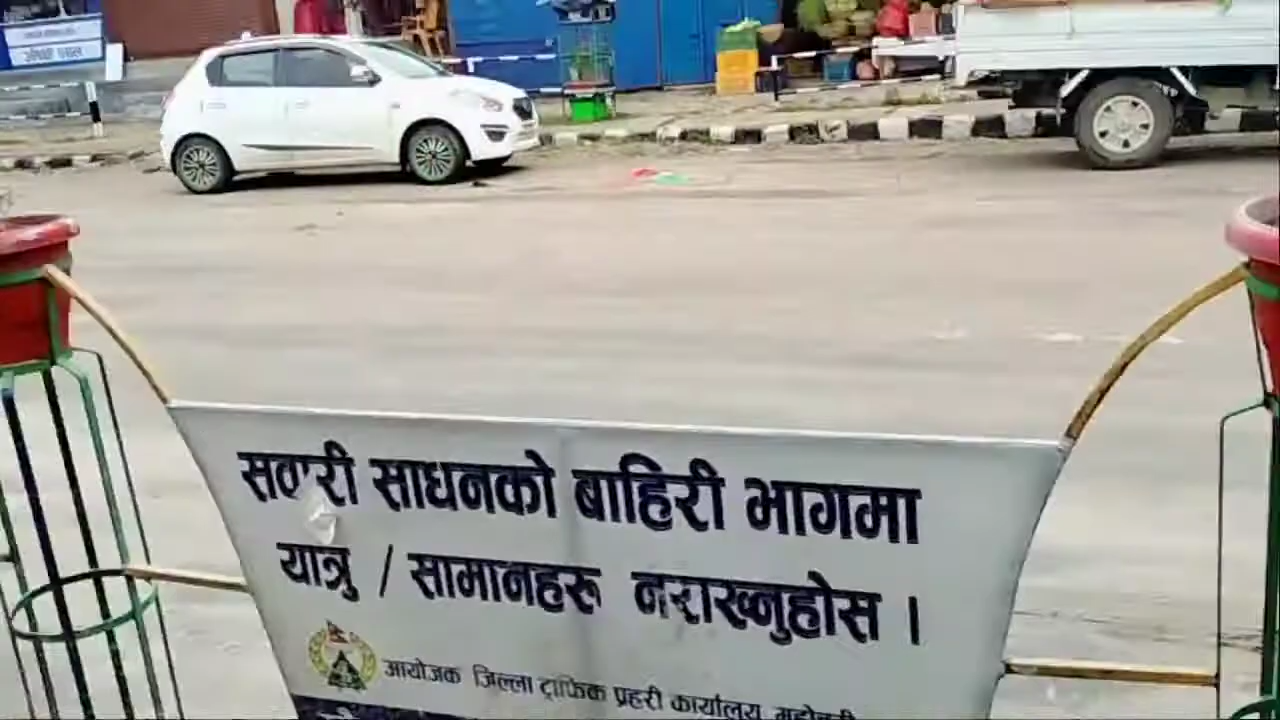 सवारी साधनको बाहिरी भागमा
यात्रु / सामानहरु नराख्नुहोस ।
आयोजक जिल्ला ट्राफिक प्रहरी कार्यालय